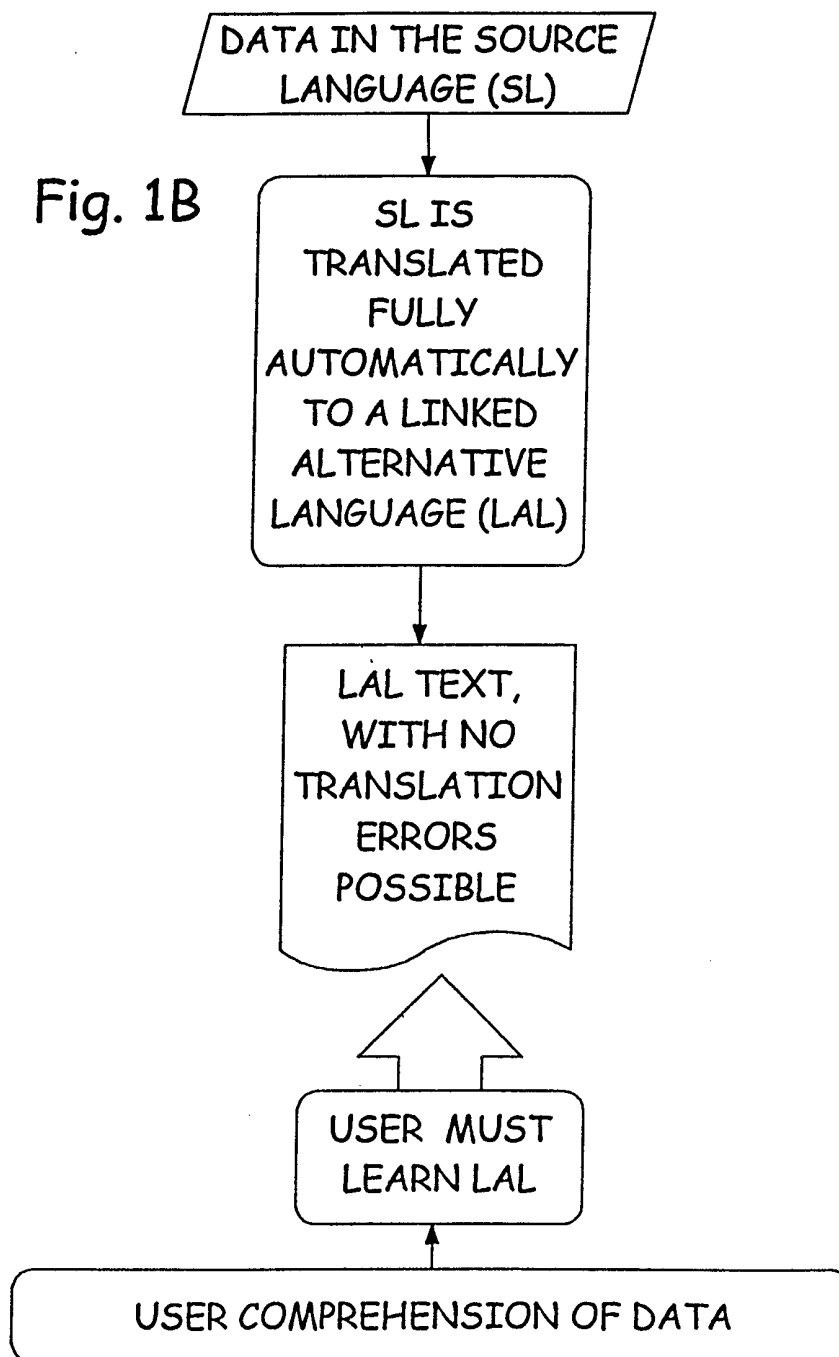 DATA IN THE SOURCE
LANGUAGE (SL)
Fig. 1B
SL IS
TRANSLATED
FULLY
AUTOMATICALLY
TO A LINKED
ALTERNATIVE
LANGUAGE (LAL)
LAL TEXT,
WITH NO
TRANSLATION
ERRORS
POSSIBLE
USER MUST
LEARN LAL
USER COMPREHENSION OF DATA